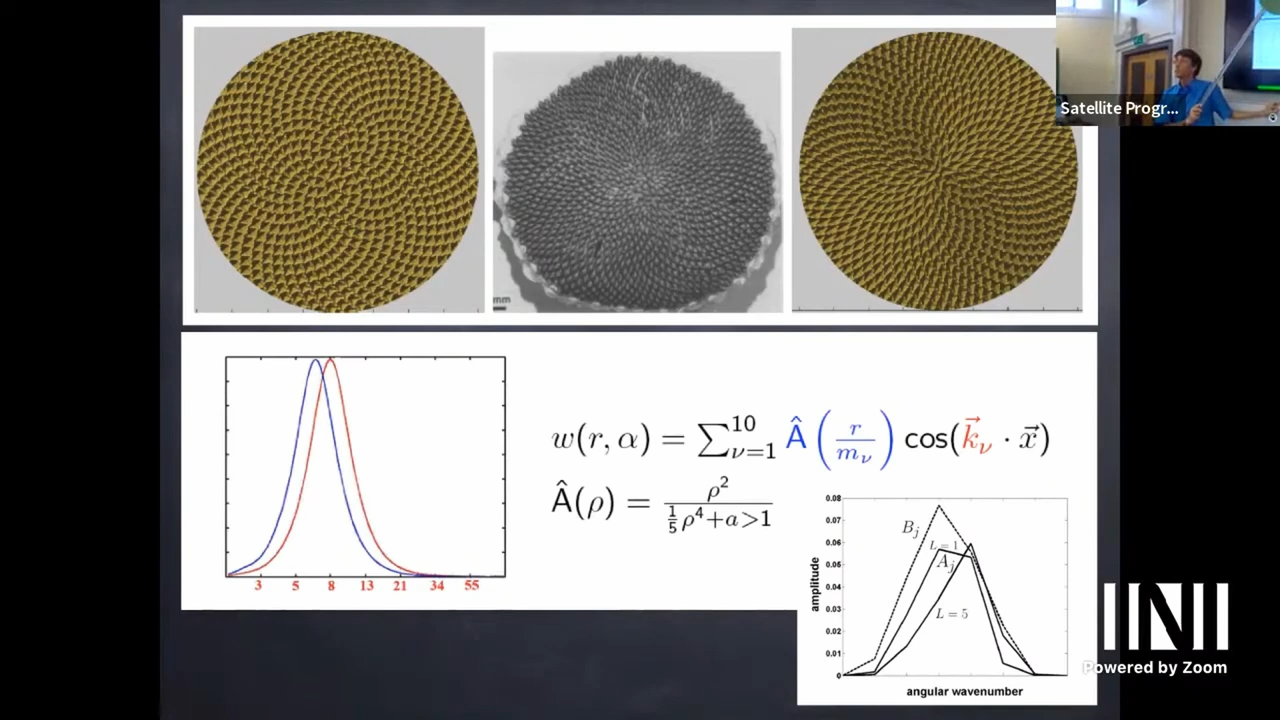 Satellite Progr...
mm
w(r, α) = ∑_{ν=1}^{10} Â(r/m_ν) cos(k⃗_ν · x⃗)
Â(ρ) = ρ²/(1/5 ρ⁴+a>1)
3 5 8 13 21 34 55
0.08
0.07
0.06
0.05
0.04
0.03
0.02
0.01
0
amplitude
B_j
L = 1
A_j
L = 5
angular wavenumber
INI
Powered by Zoom